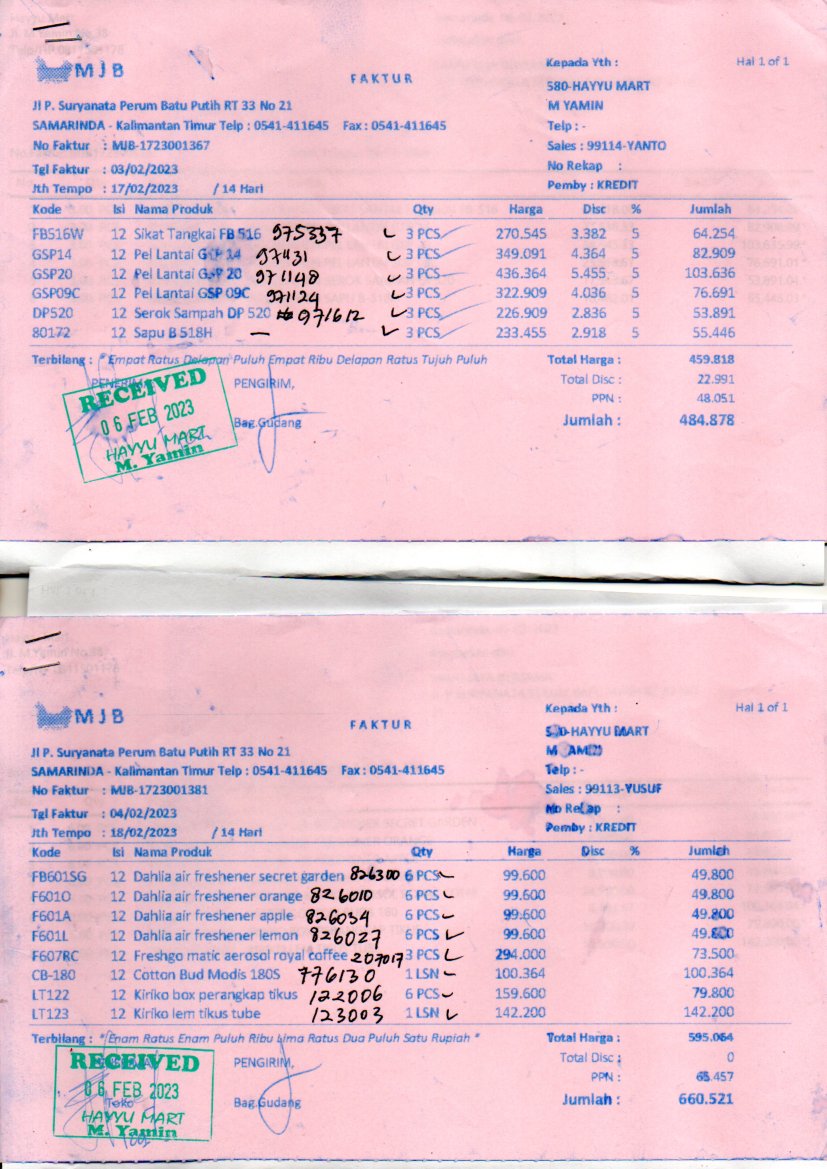 MJB
FAKTUR
Kepada Yth :
Hal 1 of 1
580-HAYYU MART
Jl P. Suryanata Perum Batu Putih RT 33 No 21
M YAMIN
SAMARINDA - Kalimantan Timur Telp : 0541-411645 Fax : 0541-411645
Telp : -
No Faktur : MJB-1723001367
Sales : 99114-YANTO
Tgl Faktur : 03/02/2023
No Rekap :
Jth Tempo : 17/02/2023 / 14 Hari
Pemby : KREDIT
Kode Isi Nama Produk Qty Harga Disc % Jumlah
FB516W 12 Sikat Tangkai FB 516 975337 3 PCS 270.545 3.382 5 64.254
GSP14 12 Pel Lantai GSP 14 3 PCS 349.091 4.364 5 82.909
GSP20 12 Pel Lantai GSP 20 971148 3 PCS 436.364 5.455 5 103.636
GSP09C 12 Pel Lantai GSP 09C 971124 3 PCS 322.909 4.036 5 76.691
DP520 12 Serok Sampah DP 520 971612 3 PCS 226.909 2.836 5 53.891
80172 12 Sapu B 518H — 3 PCS 233.455 2.918 5 55.446
Terbilang : * Empat Ratus Delapan Puluh Empat Ribu Delapan Ratus Tujuh Puluh
Total Harga : 459.818
PENERIMA, PENGIRIM,
Total Disc : 22.991
PPN : 48.051
Jumlah : 484.878
RECEIVED
06 FEB 2023
HAYYU MART
M. Yamin
Bag.Gudang
MJB
FAKTUR
Kepada Yth :
Hal 1 of 1
HAYYU MART
Jl P. Suryanata Perum Batu Putih RT 33 No 21
SAMARINDA - Kalimantan Timur Telp : 0541-411645 Fax : 0541-411645
Telp : -
No Faktur : MJB-1723001381
Sales : 99113-YUSUF
Tgl Faktur : 04/02/2023
No Rekap :
Jth Tempo : 18/02/2023 / 14 Hari
Pemby : KREDIT
Kode Isi Nama Produk Qty Harga Disc % Jumlah
FB601SG 12 Dahlia air freshener secret garden 826300 6 PCS 99.600 49.800
F601O 12 Dahlia air freshener orange 826010 6 PCS 99.600 49.800
F601A 12 Dahlia air freshener apple 826034 6 PCS 99.600 49.800
F601L 12 Dahlia air freshener lemon 826027 6 PCS 99.600 49.800
F607RC 12 Freshgo matic aerosol royal coffee 207017 3 PCS 294.000 73.500
CB-180 12 Cotton Bud Modis 180S 776130 1 LSN 100.364 100.364
LT122 12 Kiriko box perangkap tikus 122006 6 PCS 159.600 79.800
LT123 12 Kiriko lem tikus tube 123003 1 LSN 142.200 142.200
Terbilang : * Enam Ratus Enam Puluh Ribu Lima Ratus Dua Puluh Satu Rupiah *
Total Harga : 595.064
PENGIRIM,
Total Disc : 0
PPN : 65.457
Jumlah : 660.521
RECEIVED
06 FEB 2023
Toko
HAYYU MART
M. Yamin
Bag.Gudang